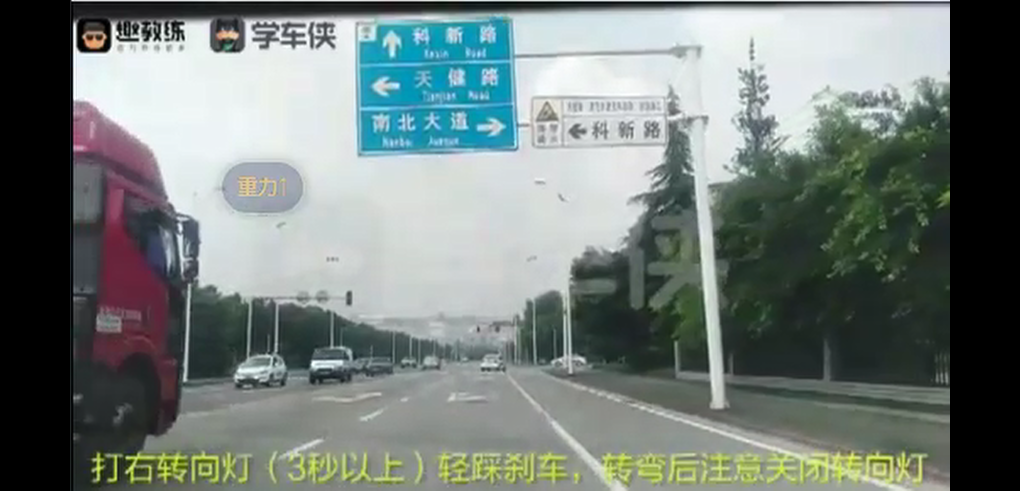 趣教练
学车侠
科新路
Kexin Road
天健路
Tianjian Road
南北大道
Nanbei Avenue
科新路
重力↑
侠
打右转向灯（3秒以上）轻踩刹车，转弯后注意关闭转向灯